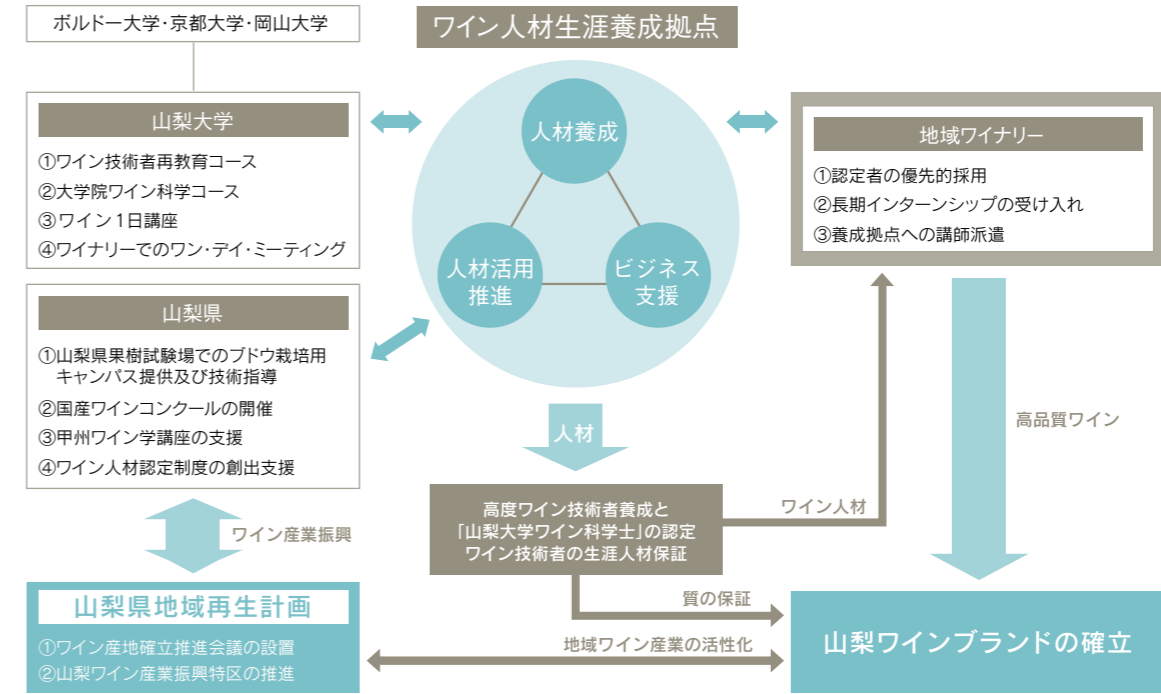 ボルドー大学・京都大学・岡山大学
ワイン人材生涯養成拠点
山梨大学
①ワイン技術者再教育コース
②大学院ワイン科学コース
③ワイン1日講座
④ワイナリーでのワン・デイ・ミーティング
人材養成
人材活用
推進
ビジネス
支援
地域ワイナリー
①認定者の優先的採用
②長期インターンシップの受け入れ
③養成拠点への講師派遣
山梨県
①山梨県果樹試験場でのブドウ栽培用
キャンパス提供及び技術指導
②国産ワインコンクールの開催
③甲州ワイン学講座の支援
④ワイン人材認定制度の創出支援
人材
高品質ワイン
高度ワイン技術者養成と
「山梨大学ワイン科学士」の認定
ワイン技術者の生涯人材保証
ワイン人材
ワイン産業振興
質の保証
山梨県地域再生計画
①ワイン産地確立推進会議の設置
②山梨ワイン産業振興特区の推進
地域ワイン産業の活性化
山梨ワインブランドの確立